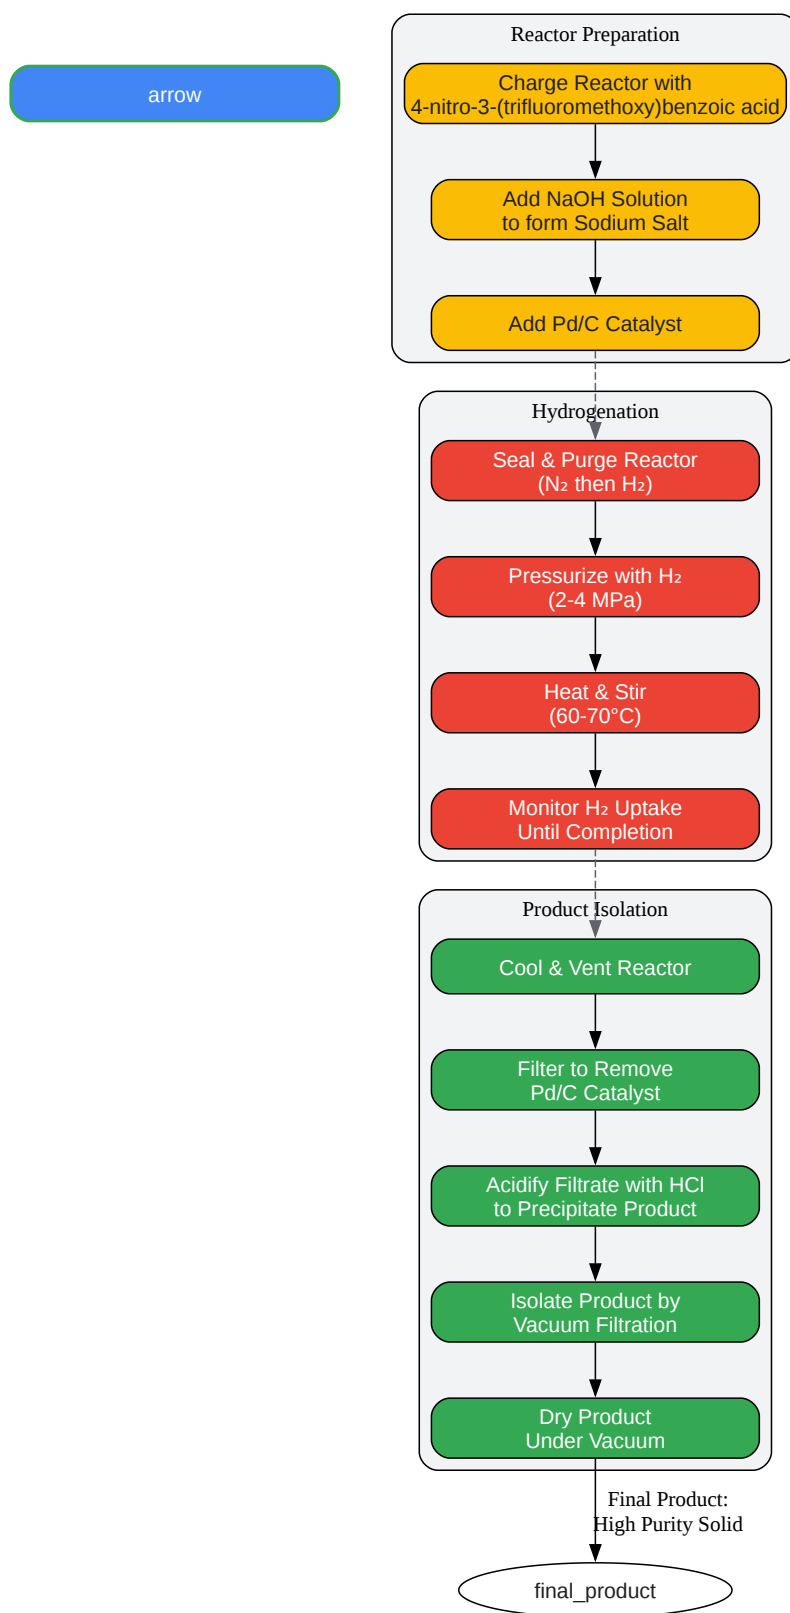 Reactor Preparation
arrow
Charge Reactor with
4-nitro-3-(trifluoromethoxy)benzoic acid
Add NaOH Solution
to form Sodium Salt
Add Pd/C Catalyst
Hydrogenation
Seal & Purge Reactor
(N₂ then H₂)
Pressurize with H₂
(2-4 MPa)
Heat & Stir
(60-70°C)
Monitor H₂ Uptake
Until Completion
Product Isolation
Cool & Vent Reactor
Filter to Remove
Pd/C Catalyst
Acidify Filtrate with HCl
to Precipitate Product
Isolate Product by
Vacuum Filtration
Dry Product
Under Vacuum
Final Product:
High Purity Solid
final_product